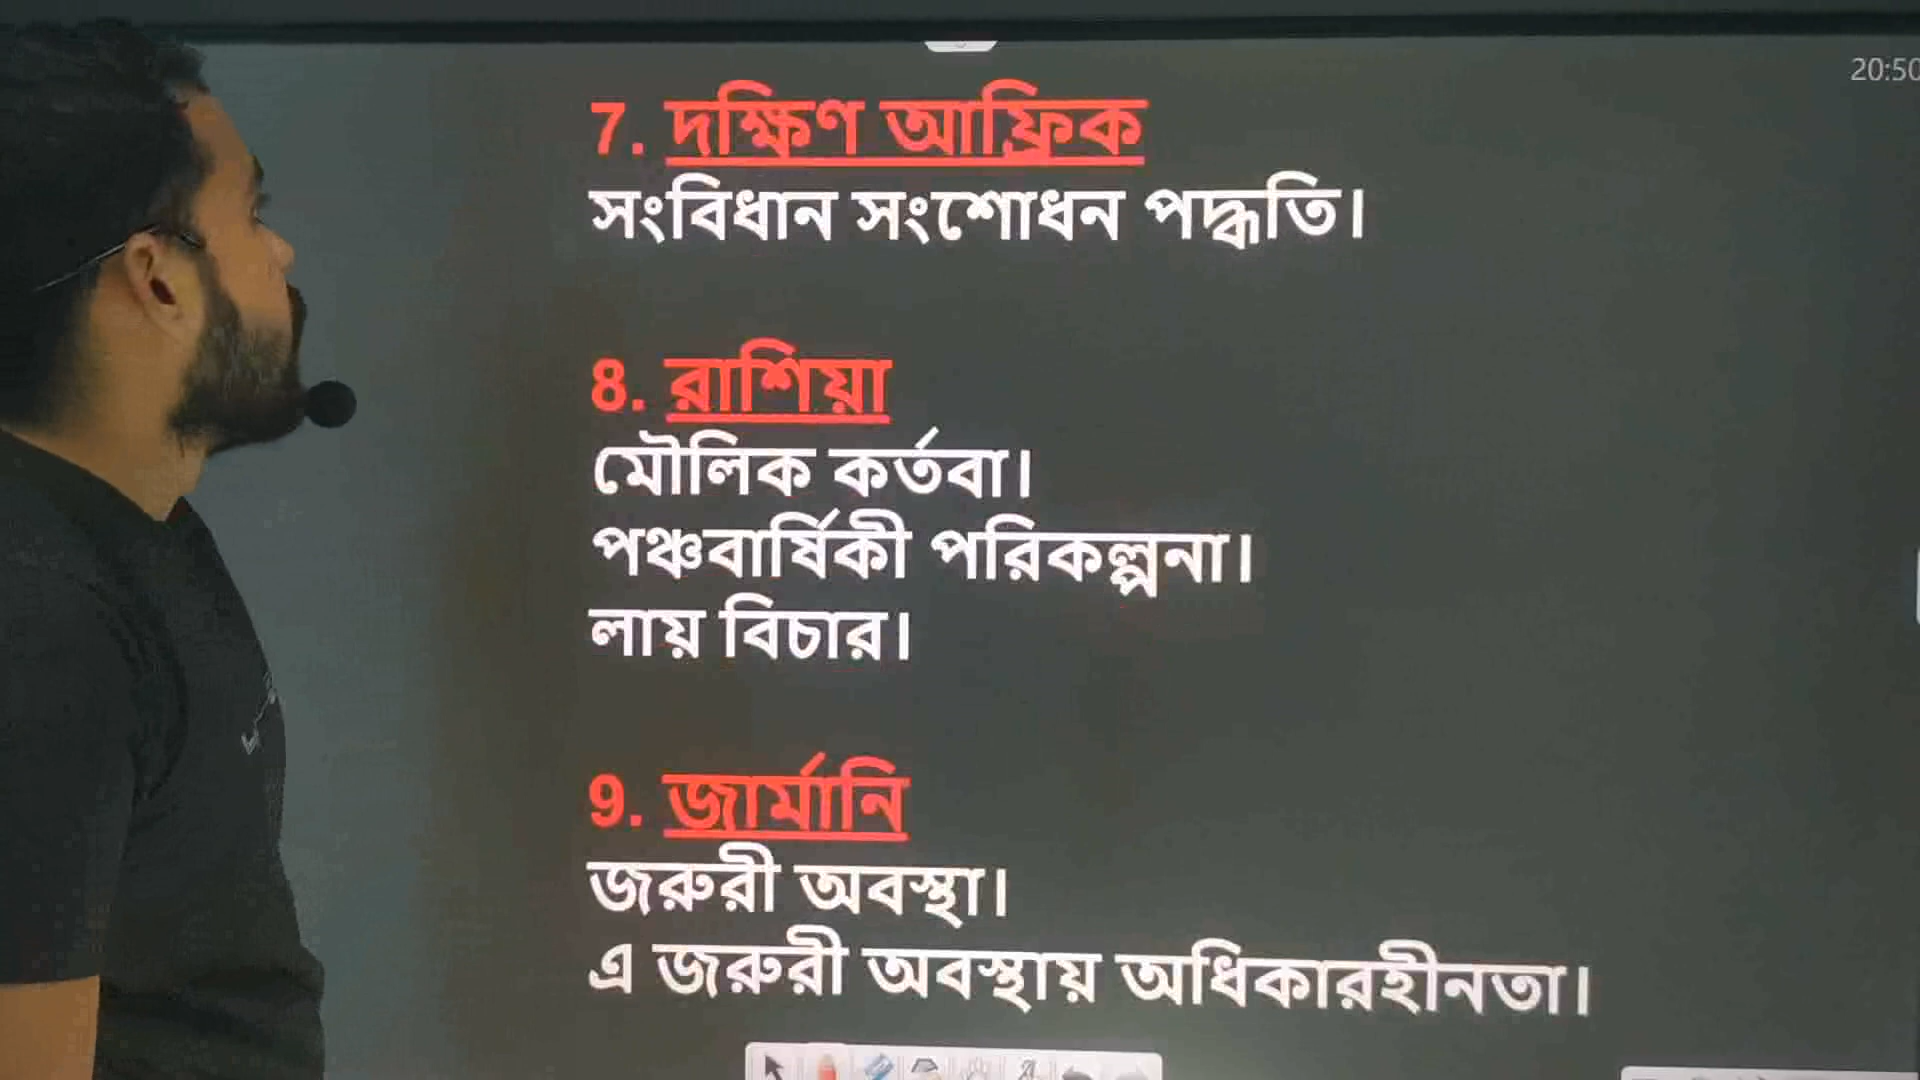 20:50
7. দক্ষিণ আফ্রিক
সংবিধান সংশোধন পদ্ধতি।
8. রাশিয়া
মৌলিক কর্তবা।
পঞ্চবার্ষিকী পরিকল্পনা।
লায় বিচার।
9. জার্মানি
জরুরী অবস্থা।
এ জরুরী অবস্থায় অধিকারহীনতা।